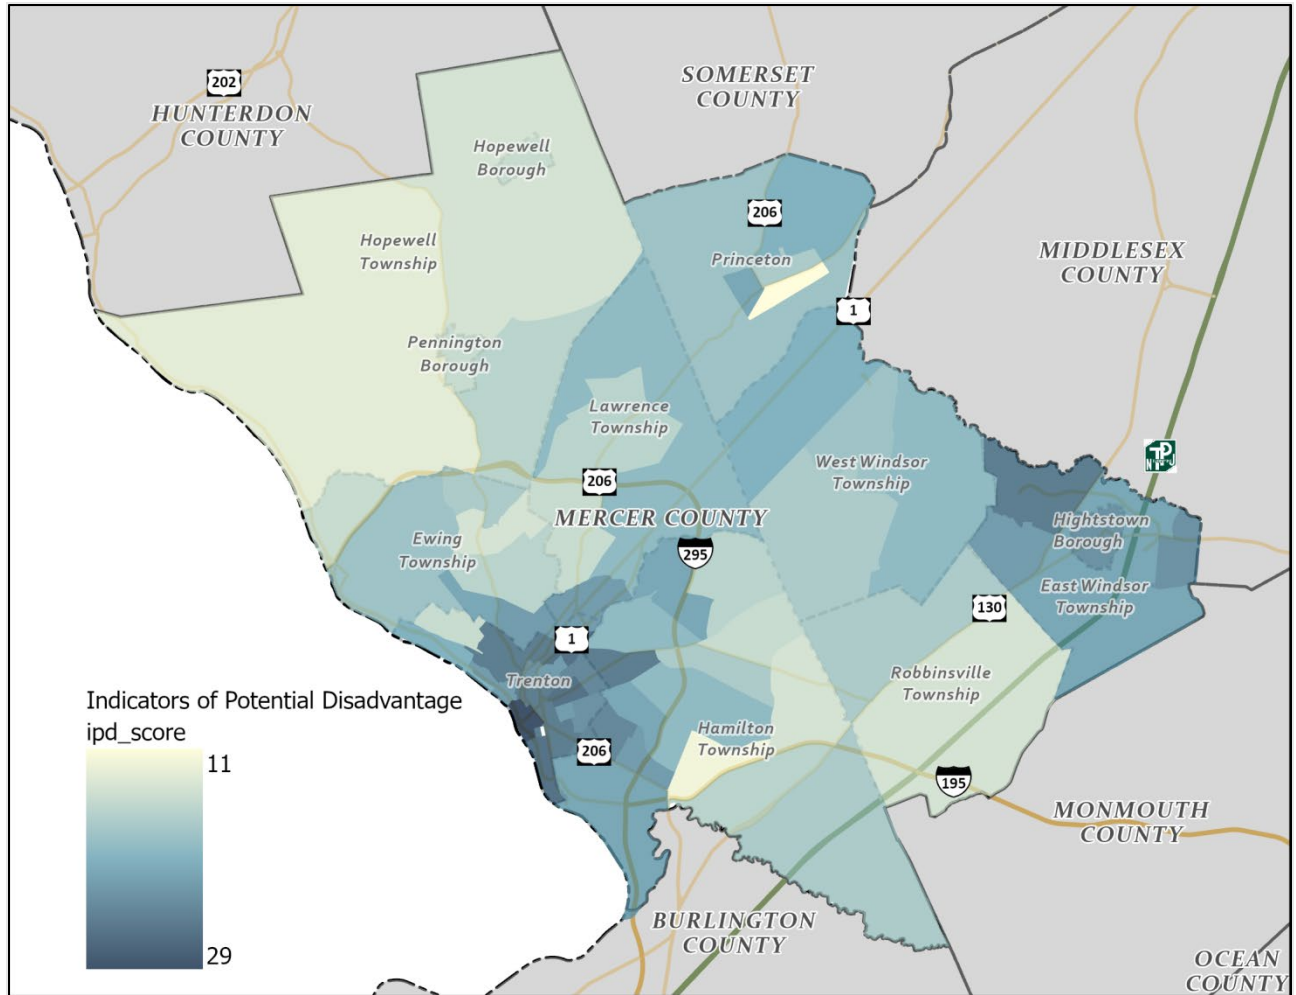 SOMERSET
COUNTY
202
HUNTERDON
COUNTY
Hopewell
Borough
206
Hopewell
Township
Princeton
MIDDLESEX
COUNTY
1
Pennington
Borough
Lawrence
Township
West Windsor
Township
206
MERCER COUNTY
Hightstown
Borough
Ewing
Township
295
East Windsor
Township
130
1
Trenton
Robbinsville
Township
Indicators of Potential Disadvantage
ipd_score
11
29
Hamilton
Township
206
195
MONMOUTH
COUNTY
BURLINGTON
COUNTY
OCEAN
COUNTY